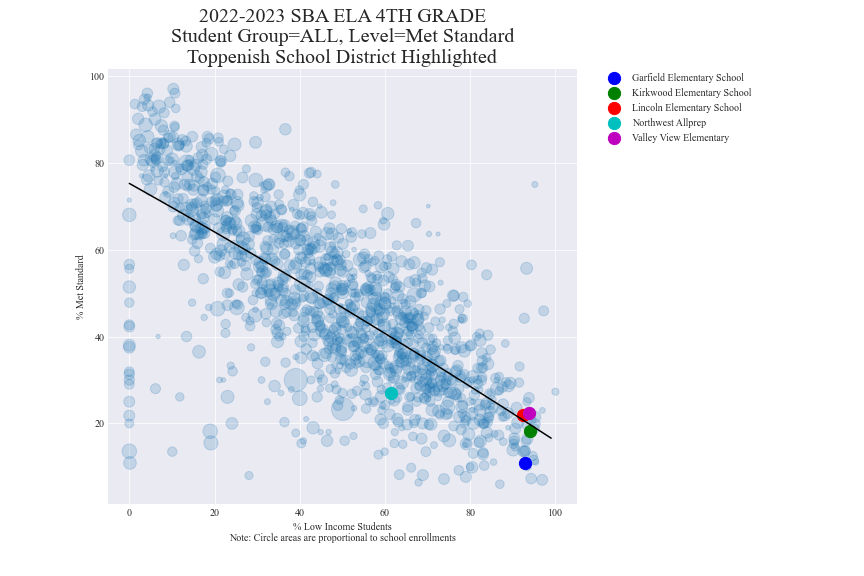 2022-2023 SBA ELA 4TH GRADE
Student Group=ALL, Level=Met Standard
Toppenish School District Highlighted
Garfield Elementary School
Kirkwood Elementary School
Lincoln Elementary School
Northwest Allprep
Valley View Elementary
% Met Standard
100
80
60
40
20
0 20 40 60 80 100
% Low Income Students
Note: Circle areas are proportional to school enrollments